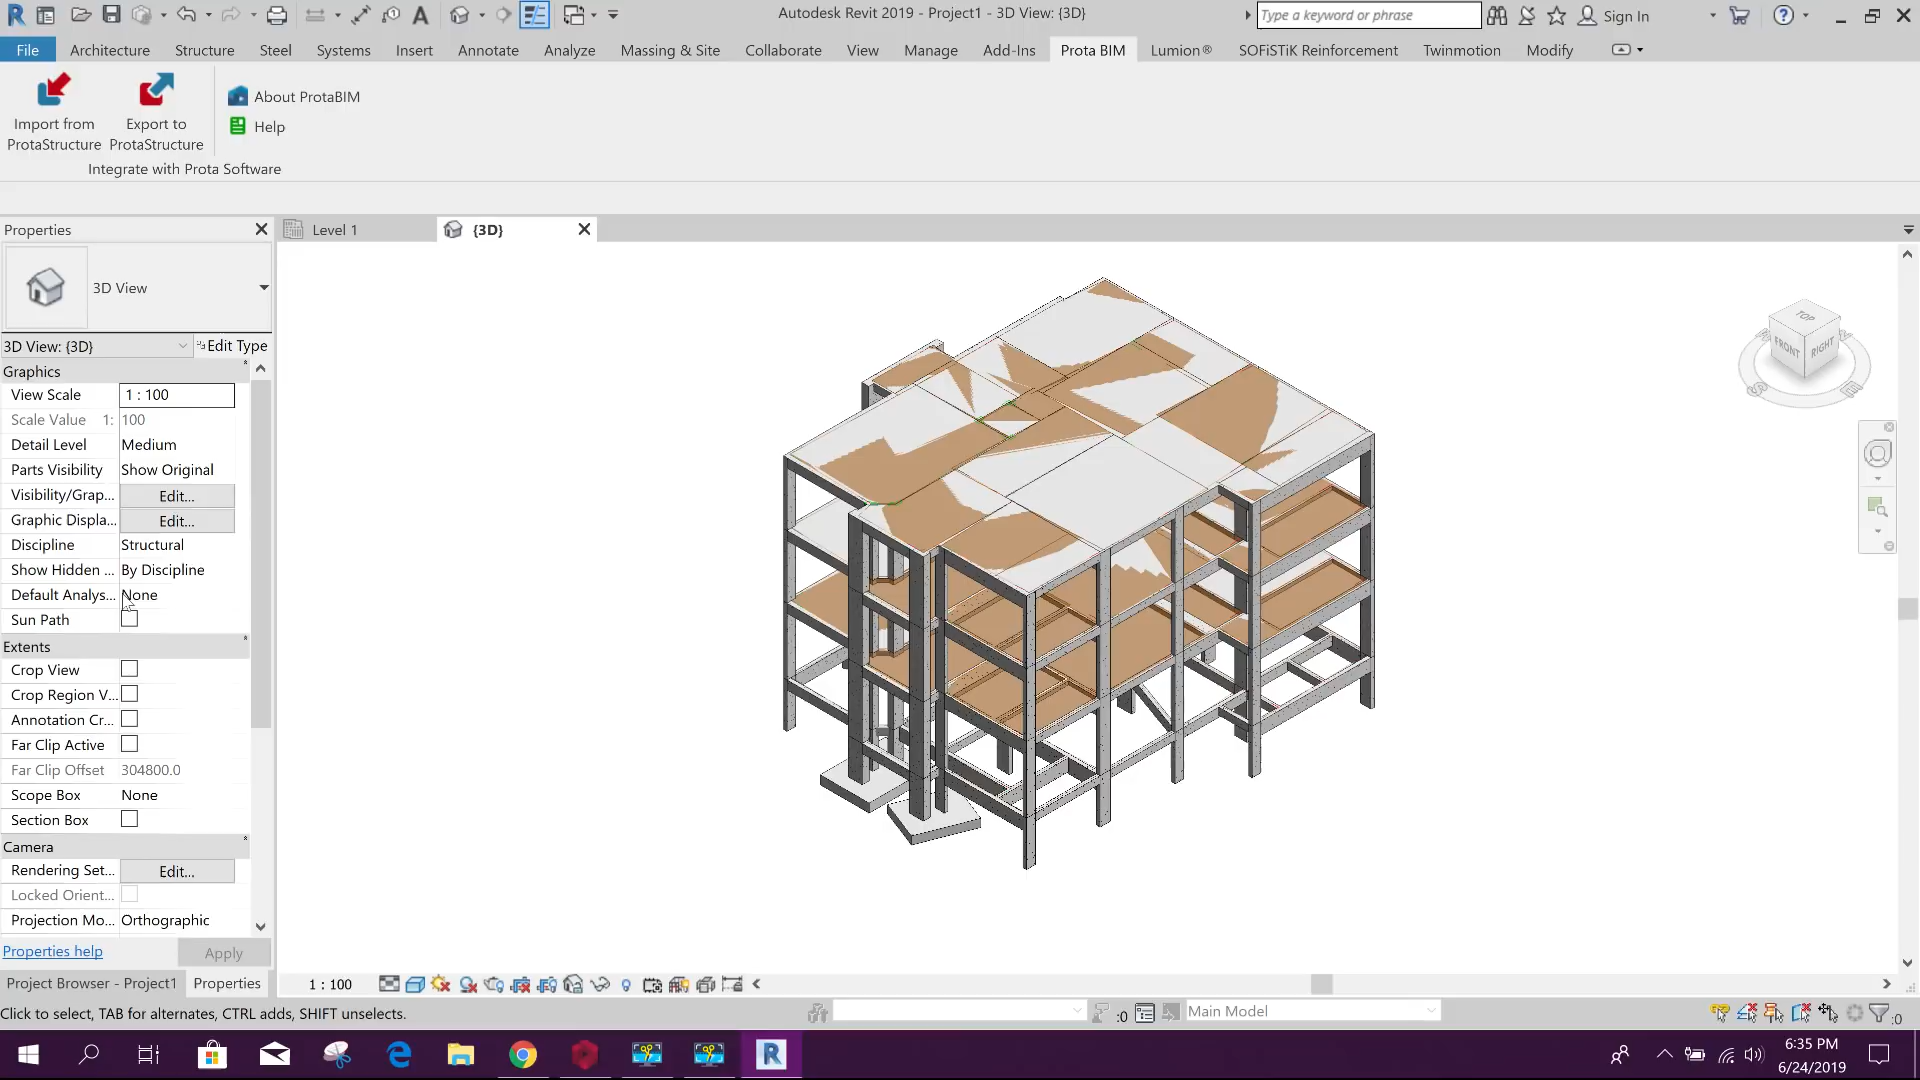 Autodesk Revit 2019 - Project1 - 3D View: {3D}
Type a keyword or phrase
Sign In
File Architecture Structure Steel Systems Insert Annotate Analyze Massing & Site Collaborate View Manage Add-Ins Prota BIM Lumion® SOFiSTiK Reinforcement Twinmotion Modify
Import from
ProtaStructure
Export to
ProtaStructure
About ProtaBIM
Help
Integrate with Prota Software
Properties
Level 1
{3D}
3D View
3D View: {3D}
Edit Type
Graphics
View Scale 1 : 100
Scale Value 1: 100
Detail Level Medium
Parts Visibility Show Original
Visibility/Grap... Edit...
Graphic Displa... Edit...
Discipline Structural
Show Hidden ... By Discipline
Default Analys... None
Sun Path
Extents
Crop View
Crop Region V...
Annotation Cr...
Far Clip Active
Far Clip Offset 304800.0
Scope Box None
Section Box
Camera
Rendering Set... Edit...
Locked Orient...
Projection Mo... Orthographic
Properties help
Apply
Project Browser - Project1
Properties
TOP
FRONT
RIGHT
S
E
1 : 100
Click to select, TAB for alternates, CTRL adds, SHIFT unselects.
:0
Main Model
:0
6:35 PM
6/24/2019